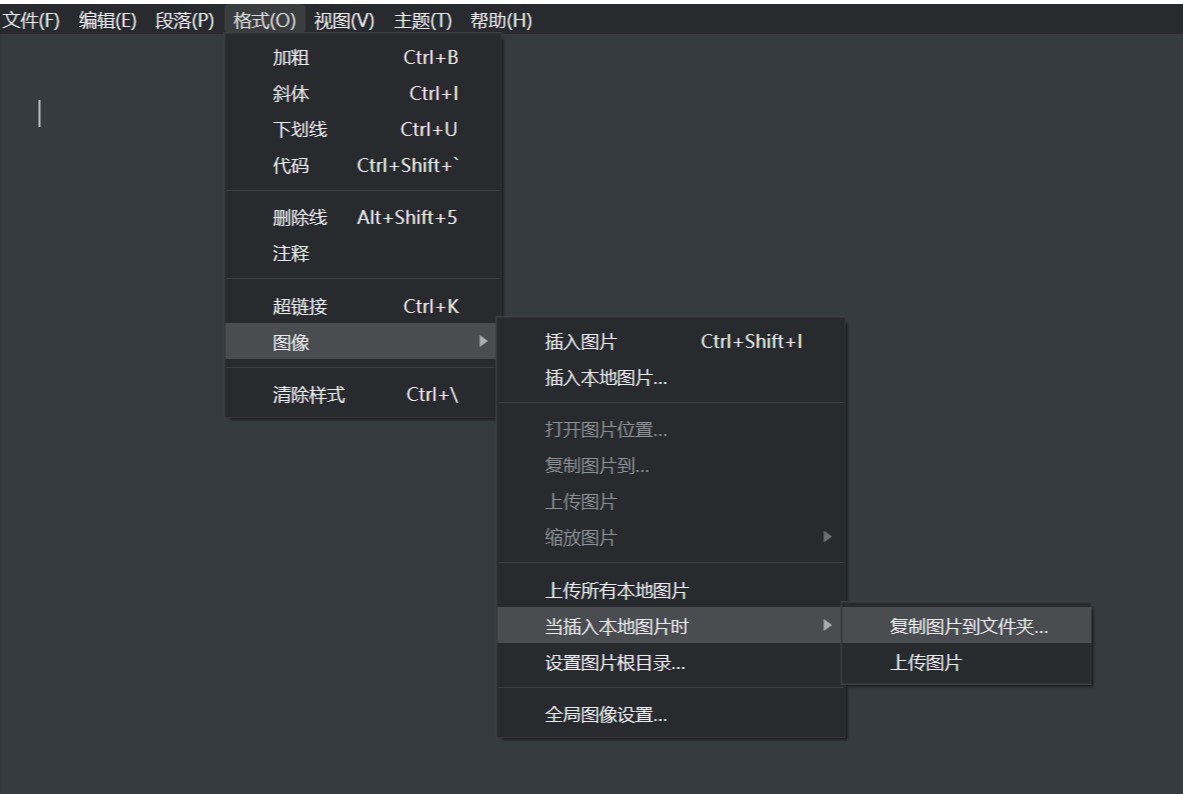 文件(F) 编辑(E) 段落(P) 格式(O) 视图(V) 主题(T) 帮助(H)
加粗 Ctrl+B
斜体 Ctrl+I
下划线 Ctrl+U
代码 Ctrl+Shift+`
删除线 Alt+Shift+5
注释
超链接 Ctrl+K
图像
清除样式 Ctrl+\
插入图片 Ctrl+Shift+I
插入本地图片...
打开图片位置...
复制图片到...
上传图片
缩放图片
上传所有本地图片
当插入本地图片时
设置图片根目录...
全局图像设置...
复制图片到文件夹...
上传图片